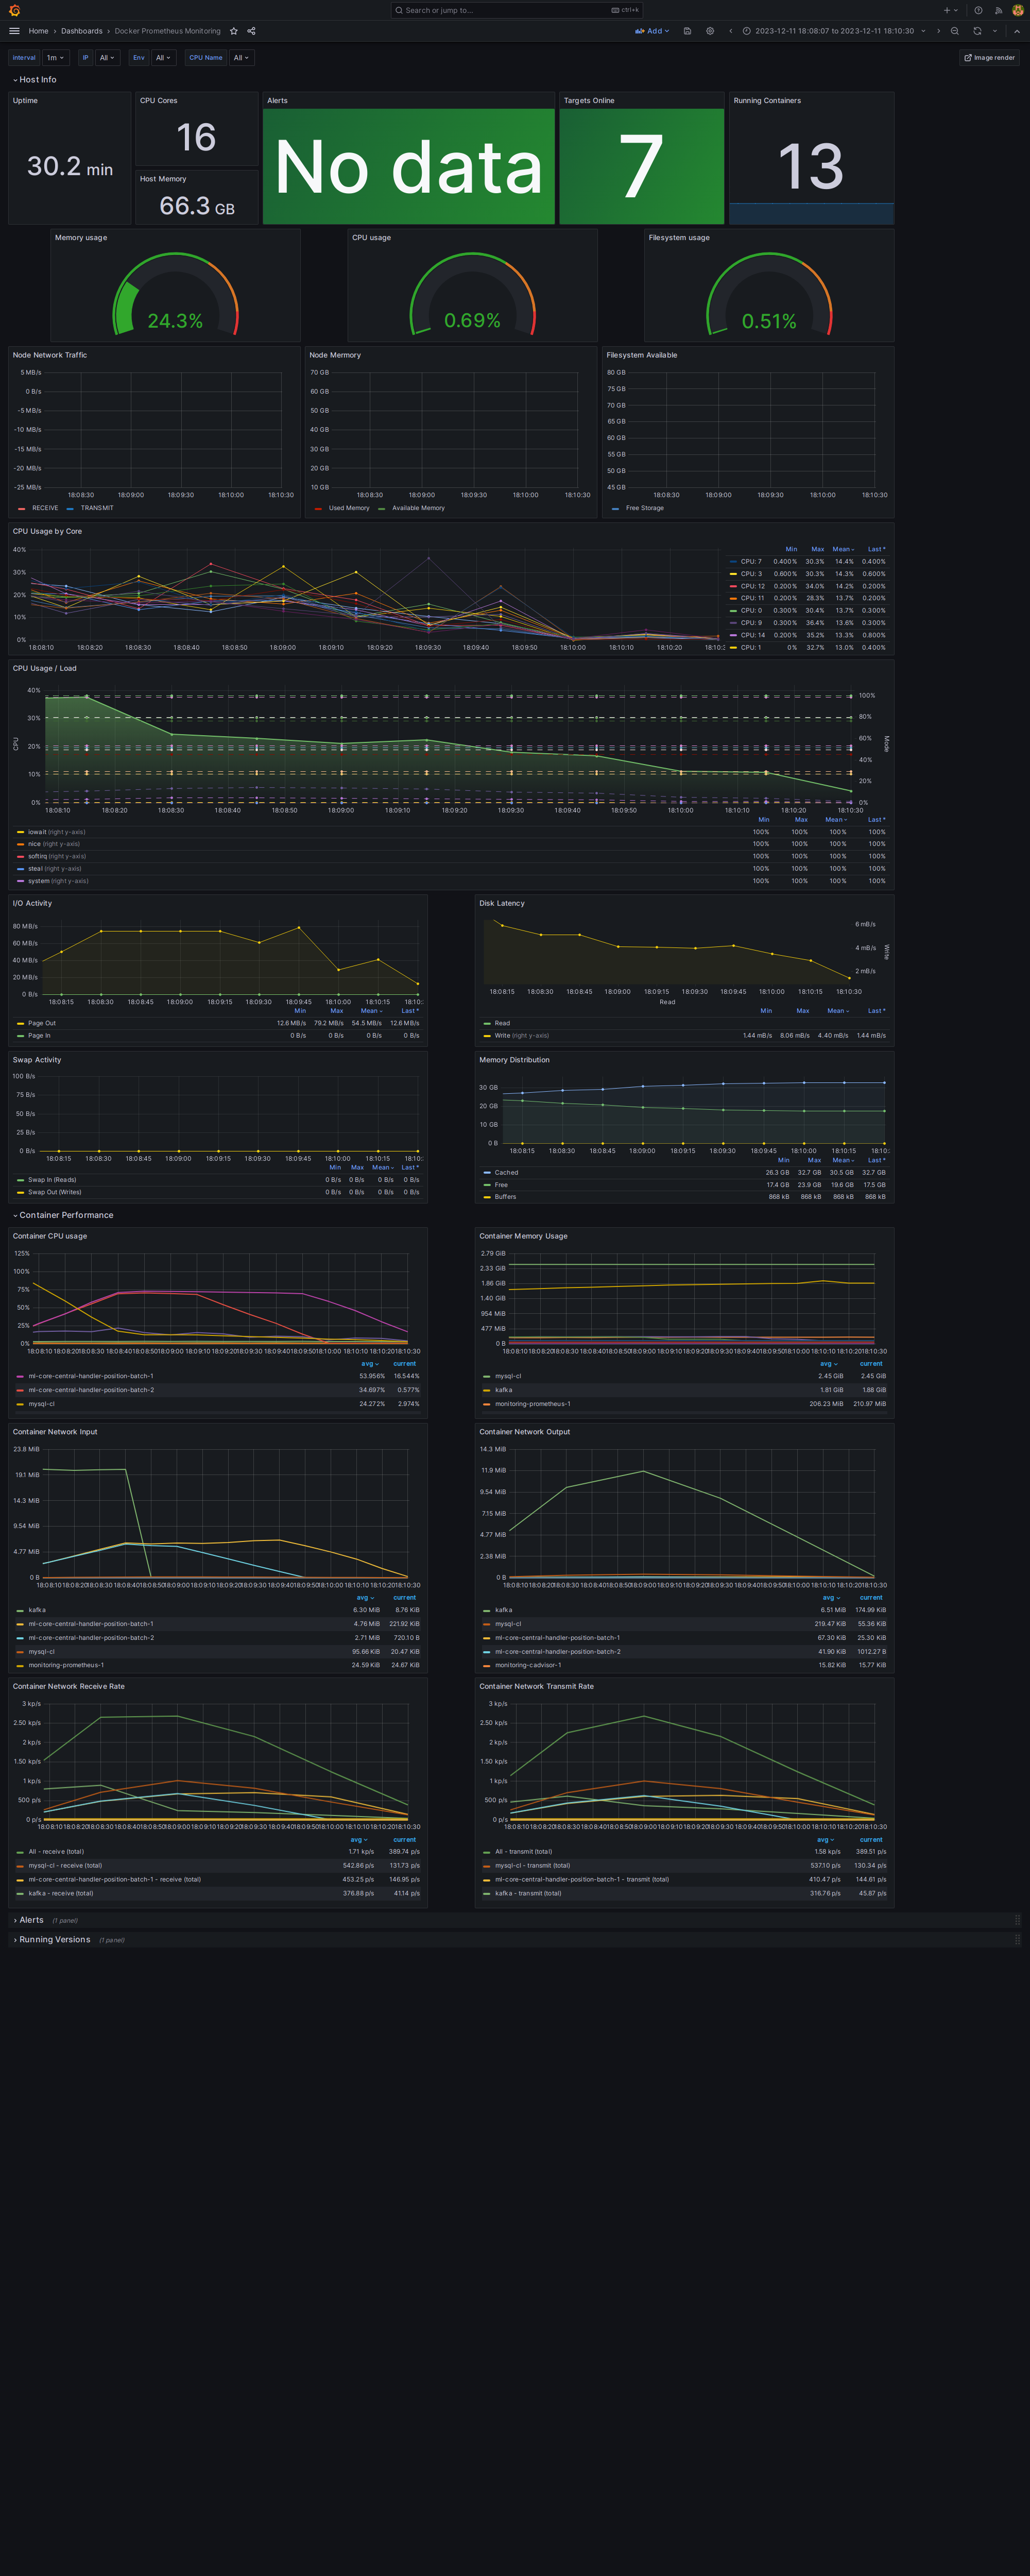 Search or jump to...
ctrl+k
Home › Dashboards › Docker Prometheus Monitoring
Add
2023-12-11 18:08:07 to 2023-12-11 18:10:30
Interval 1m IP All Env All CPU Name All
Image render
Host Info
Uptime
30.2 min
CPU Cores
16
Host Memory
66.3 GB
Alerts
No data
Targets Online
7
Running Containers
13
Memory usage
24.3%
CPU usage
0.69%
Filesystem usage
0.51%
Node Network Traffic
5 MB/s
0 B/s
-5 MB/s
-10 MB/s
-15 MB/s
-20 MB/s
-25 MB/s
18:08:30 18:09:00 18:09:30 18:10:00 18:10:30
RECEIVE TRANSMIT
Node Mermory
70 GB
60 GB
50 GB
40 GB
30 GB
20 GB
10 GB
18:08:30 18:09:00 18:09:30 18:10:00 18:10:30
Used Memory Available Memory
Filesystem Available
80 GB
75 GB
70 GB
65 GB
60 GB
55 GB
50 GB
45 GB
18:08:30 18:09:00 18:09:30 18:10:00 18:10:30
Free Storage
CPU Usage by Core
40%
30%
20%
10%
0%
18:08:10 18:08:20 18:08:30 18:08:40 18:08:50 18:09:00 18:09:10 18:09:20 18:09:30 18:09:40 18:09:50 18:10:00 18:10:10 18:10:20 18:10:
Min Max Mean Last *
CPU: 7 0.400% 30.3% 14.4% 0.400%
CPU: 3 0.600% 30.3% 14.3% 0.600%
CPU: 12 0.200% 34.0% 14.2% 0.200%
CPU: 11 0.200% 28.3% 13.7% 0.200%
CPU: 0 0.300% 30.4% 13.7% 0.300%
CPU: 9 0.300% 36.4% 13.6% 0.300%
CPU: 14 0.200% 35.2% 13.3% 0.800%
CPU: 1 0% 32.7% 13.0% 0.400%
CPU Usage / Load
40%
30%
20%
10%
0%
CPU
100%
80%
60%
40%
20%
0%
Mode
18:08:10 18:08:20 18:08:30 18:08:40 18:08:50 18:09:00 18:09:10 18:09:20 18:09:30 18:09:40 18:09:50 18:10:00 18:10:10 18:10:20 18:10:30
Min Max Mean Last *
iowait (right y-axis) 100% 100% 100% 100%
nice (right y-axis) 100% 100% 100% 100%
softirq (right y-axis) 100% 100% 100% 100%
steal (right y-axis) 100% 100% 100% 100%
system (right y-axis) 100% 100% 100% 100%
I/O Activity
80 MB/s
60 MB/s
40 MB/s
20 MB/s
0 B/s
18:08:15 18:08:30 18:08:45 18:09:00 18:09:15 18:09:30 18:09:45 18:10:00 18:10:15 18:10:
Min Max Mean Last *
Page Out 12.6 MB/s 79.2 MB/s 54.5 MB/s 12.6 MB/s
Page In 0 B/s 0 B/s 0 B/s 0 B/s
Disk Latency
6 mB/s
4 mB/s
2 mB/s
Write
18:08:15 18:08:30 18:08:45 18:09:00 18:09:15 18:09:30 18:09:45 18:10:00 18:10:15 18:10:30
Read
Min Max Mean Last *
Read
Write (right y-axis) 1.44 mB/s 8.06 mB/s 4.40 mB/s 1.44 mB/s
Swap Activity
100 B/s
75 B/s
50 B/s
25 B/s
0 B/s
18:08:15 18:08:30 18:08:45 18:09:00 18:09:15 18:09:30 18:09:45 18:10:00 18:10:15 18:10:
Min Max Mean Last *
Swap In (Reads) 0 B/s 0 B/s 0 B/s 0 B/s
Swap Out (Writes) 0 B/s 0 B/s 0 B/s 0 B/s
Memory Distribution
30 GB
20 GB
10 GB
0 B
18:08:15 18:08:30 18:08:45 18:09:00 18:09:15 18:09:30 18:09:45 18:10:00 18:10:15 18:10:
Min Max Mean Last *
Cached 26.3 GB 32.7 GB 30.5 GB 32.7 GB
Free 17.4 GB 23.9 GB 19.6 GB 17.5 GB
Buffers 868 kB 868 kB 868 kB 868 kB
Container Performance
Container CPU usage
125%
100%
75%
50%
25%
0%
18:08:10 18:08:20 18:08:30 18:08:40 18:08:50 18:09:00 18:09:10 18:09:20 18:09:30 18:09:40 18:09:50 18:10:00 18:10:10 18:10:20 18:10:30
avg current
ml-core-central-handler-position-batch-1 53.956% 16.544%
ml-core-central-handler-position-batch-2 34.697% 0.577%
mysql-cl 24.272% 2.974%
Container Memory Usage
2.79 GiB
2.33 GiB
1.86 GiB
1.40 GiB
954 MiB
477 MiB
0 B
18:08:10 18:08:20 18:08:30 18:08:40 18:08:50 18:09:00 18:09:10 18:09:20 18:09:30 18:09:40 18:09:50 18:10:00 18:10:10 18:10:20 18:10:30
avg current
mysql-cl 2.45 GiB 2.45 GiB
kafka 1.81 GiB 1.88 GiB
monitoring-prometheus-1 206.23 MiB 210.97 MiB
Container Network Input
23.8 MiB
19.1 MiB
14.3 MiB
9.54 MiB
4.77 MiB
0 B
18:08:10 18:08:20 18:08:30 18:08:40 18:08:50 18:09:00 18:09:10 18:09:20 18:09:30 18:09:40 18:09:50 18:10:00 18:10:10 18:10:20 18:10:30
avg current
kafka 6.30 MiB 8.76 KiB
ml-core-central-handler-position-batch-1 4.76 MiB 221.92 KiB
ml-core-central-handler-position-batch-2 2.71 MiB 720.10 B
mysql-cl 95.66 KiB 20.47 KiB
monitoring-prometheus-1 24.59 KiB 24.67 KiB
Container Network Output
14.3 MiB
11.9 MiB
9.54 MiB
7.15 MiB
4.77 MiB
2.38 MiB
0 B
18:08:10 18:08:20 18:08:30 18:08:40 18:08:50 18:09:00 18:09:10 18:09:20 18:09:30 18:09:40 18:09:50 18:10:00 18:10:10 18:10:20 18:10:30
avg current
kafka 6.51 MiB 174.99 KiB
mysql-cl 219.47 KiB 55.36 KiB
ml-core-central-handler-position-batch-1 67.30 KiB 25.30 KiB
ml-core-central-handler-position-batch-2 41.90 KiB 1012.27 B
monitoring-cadvisor-1 15.82 KiB 15.77 KiB
Container Network Receive Rate
3 kp/s
2.50 kp/s
2 kp/s
1.50 kp/s
1 kp/s
500 p/s
0 p/s
18:08:10 18:08:20 18:08:30 18:08:40 18:08:50 18:09:00 18:09:10 18:09:20 18:09:30 18:09:40 18:09:50 18:10:00 18:10:10 18:10:20 18:10:30
avg current
All - receive (total) 1.71 kp/s 389.74 p/s
mysql-cl - receive (total) 542.86 p/s 131.73 p/s
ml-core-central-handler-position-batch-1 - receive (total) 453.25 p/s 146.95 p/s
kafka - receive (total) 376.88 p/s 41.14 p/s
Container Network Transmit Rate
3 kp/s
2.50 kp/s
2 kp/s
1.50 kp/s
1 kp/s
500 p/s
0 p/s
18:08:10 18:08:20 18:08:30 18:08:40 18:08:50 18:09:00 18:09:10 18:09:20 18:09:30 18:09:40 18:09:50 18:10:00 18:10:10 18:10:20 18:10:30
avg current
All - transmit (total) 1.58 kp/s 389.51 p/s
mysql-cl - transmit (total) 537.10 p/s 130.34 p/s
ml-core-central-handler-position-batch-1 - transmit (total) 410.47 p/s 144.61 p/s
kafka - transmit (total) 316.76 p/s 45.87 p/s
Alerts (1 panel)
Running Versions (1 panel)